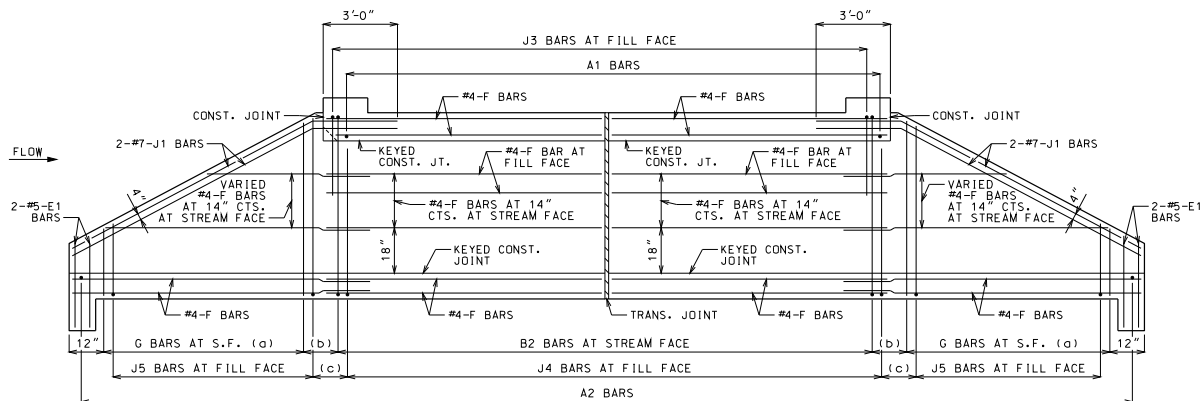 3'-0" 3'-0"
J3 BARS AT FILL FACE
A1 BARS
#4-F BARS #4-F BARS
CONST. JOINT CONST. JOINT
2-#7-J1 BARS 2-#7-J1 BARS
FLOW
KEYED
CONST. JT.
#4-F BAR AT
FILL FACE
KEYED
CONST. JT.
4"
VARIED
#4-F BARS
AT 14" CTS.
AT STREAM FACE
#4-F BARS AT 14"
CTS. AT STREAM FACE
#4-F BARS AT 14"
CTS. AT STREAM FACE
VARIED
#4-F BARS
AT 14" CTS.
AT STREAM FACE
4"
2-#5-E1
BARS
2-#5-E1
BARS
18" KEYED CONST.
JOINT
18" KEYED CONST.
JOINT
#4-F BARS #4-F BARS TRANS. JOINT #4-F BARS #4-F BARS
12" G BARS AT S.F. (a) (b) B2 BARS AT STREAM FACE (b) G BARS AT S.F. (a) 12"
J5 BARS AT FILL FACE (c) J4 BARS AT FILL FACE (c) J5 BARS AT FILL FACE
A2 BARS